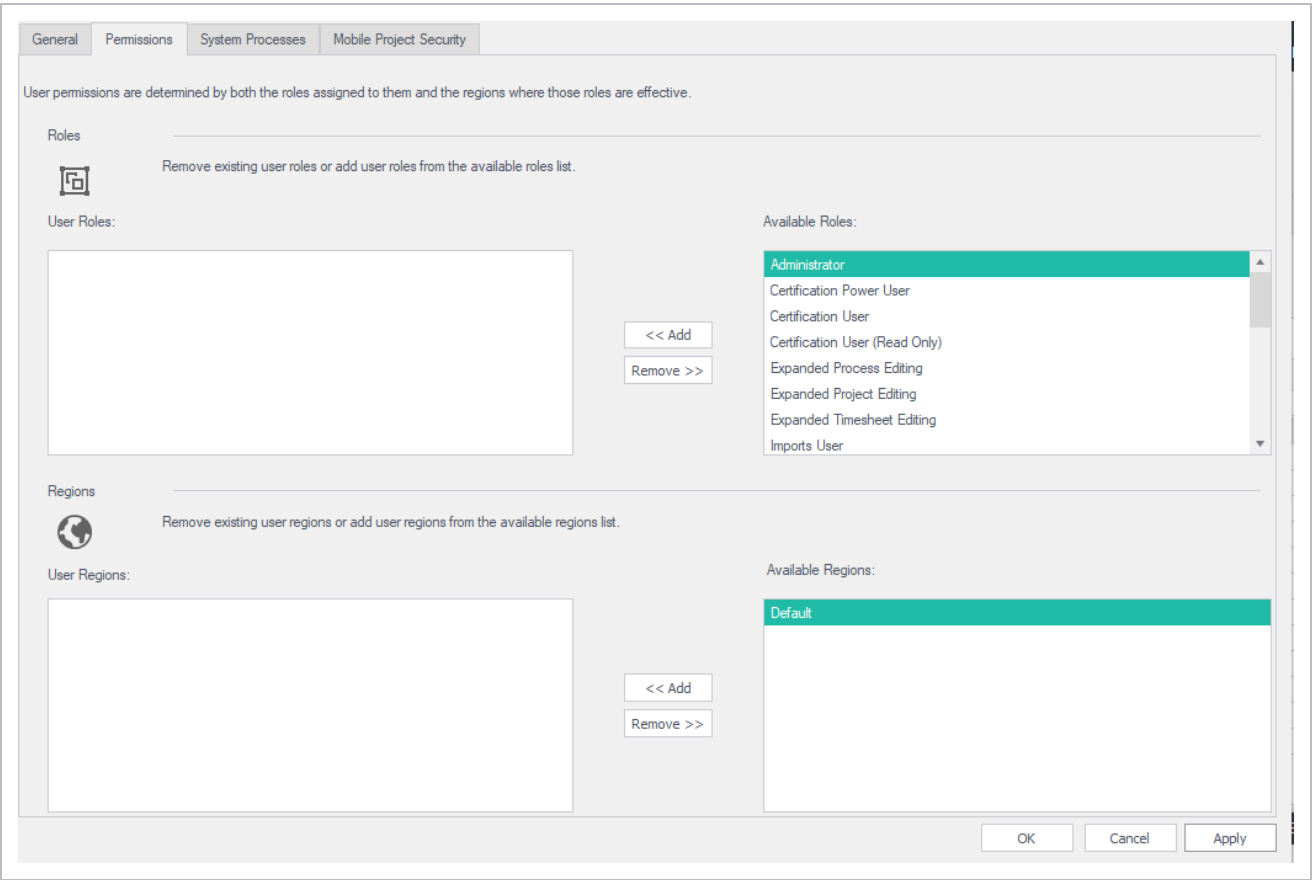 General
Permissions
System Processes
Mobile Project Security
User permissions are determined by both the roles assigned to them and the regions where those roles are effective.
Roles
Remove existing user roles or add user roles from the available roles list.
User Roles:
Available Roles:
Administrator
Certification Power User
Certification User
Certification User (Read Only)
Expanded Process Editing
Expanded Project Editing
Expanded Timesheet Editing
Imports User
<< Add
Remove >>
Regions
Remove existing user regions or add user regions from the available regions list.
User Regions:
Available Regions:
Default
<< Add
Remove >>
OK
Cancel
Apply